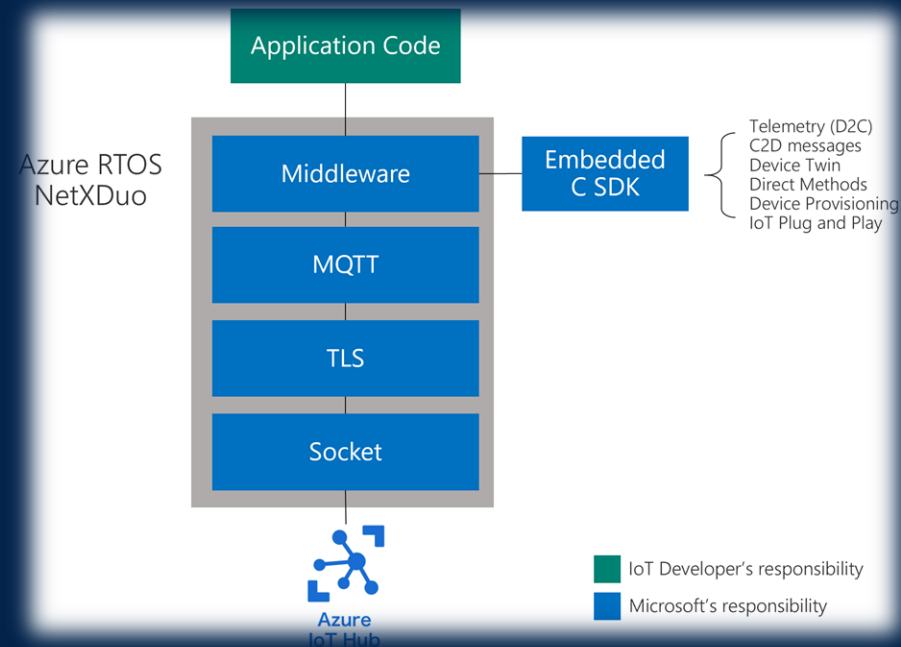 Application Code
Azure RTOS
NetXDuo
Middleware
Embedded
C SDK
Telemetry (D2C)
C2D messages
Device Twin
Direct Methods
Device Provisioning
IoT Plug and Play
MQTT
TLS
Socket
Azure
IoT Hub
IoT Developer's responsibility
Microsoft's responsibility